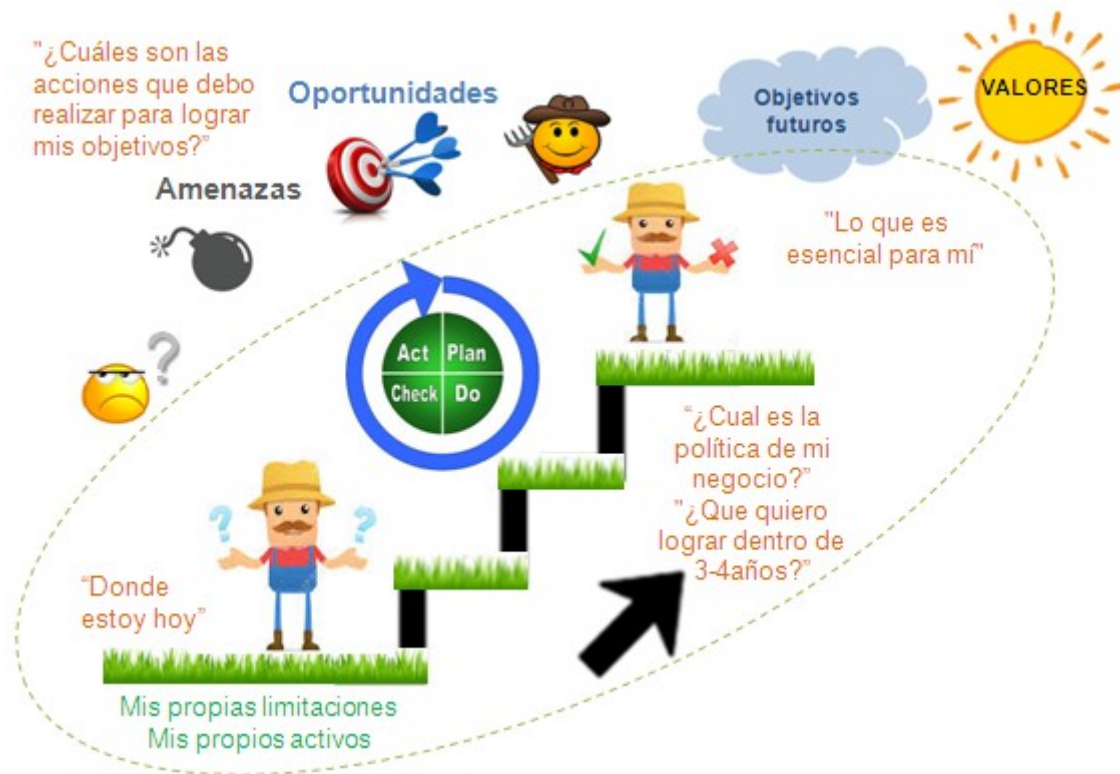 "¿Cuáles son las
acciones que debo
realizar para lograr
mis objetivos?”
Oportunidades
Amenazas
Objetivos
futuros
VALORES
"Lo que es
esencial para mí"
Act Plan
Check Do
“¿Cual es la
política de mi
negocio?”
"¿Que quiero
lograr dentro de
3-4años?”
“Donde
estoy hoy”
Mis propias limitaciones
Mis propios activos